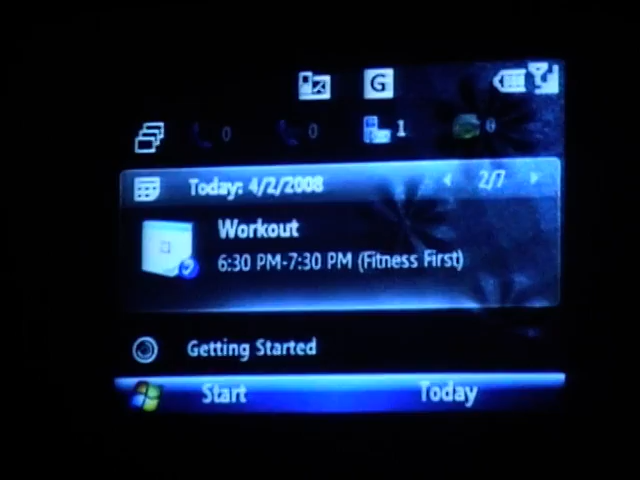 G
0 0 1 0
Today: 4/2/2008 2/7
Workout
6:30 PM-7:30 PM (Fitness First)
Getting Started
Start Today